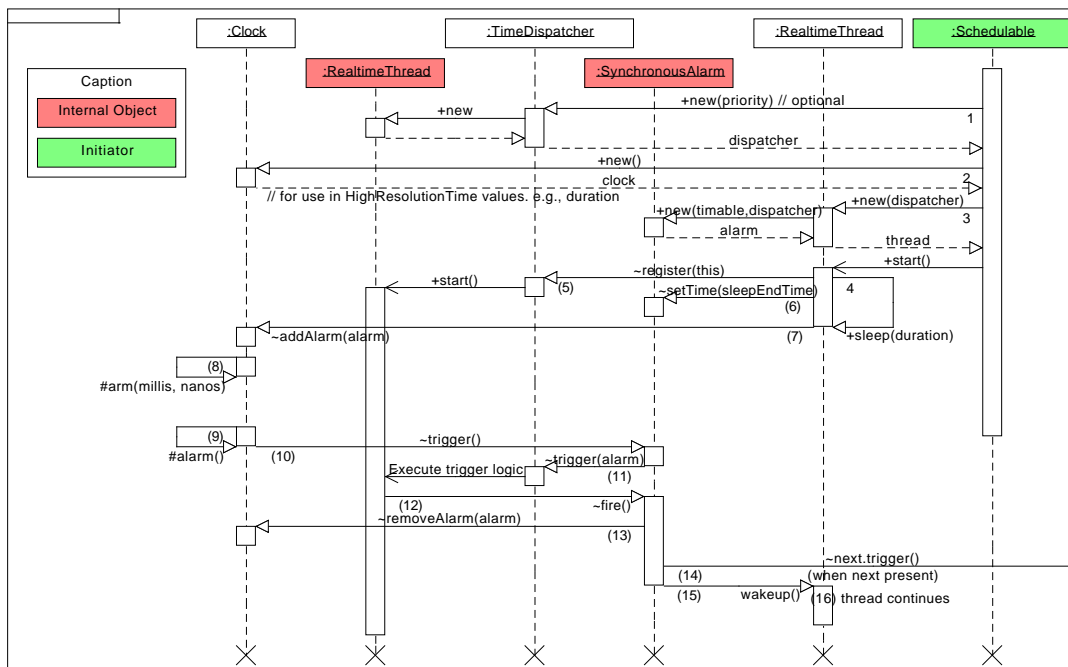 :Clock
:TimeDispatcher
:RealtimeThread
:Schedulable
:RealtimeThread
:SynchronousAlarm
Caption
Internal Object
Initiator
+new(priority) // optional
1
+new
dispatcher
+new()
2
clock
// for use in HighResolutionTime values. e.g., duration
+new(dispatcher)
3
+new(timable,dispatcher)
alarm
thread
+start()
~register(this)
4
(5)
+start()
~setTime(sleepEndTime)
(6)
~addAlarm(alarm)
(7)
+sleep(duration)
(8)
#arm(millis, nanos)
(9)
#alarm()
~trigger()
(10)
~trigger(alarm)
(11)
Execute trigger logic
(12)
~fire()
~removeAlarm(alarm)
(13)
~next.trigger()
(14)
(when next present)
(15)
wakeup()
(16) thread continues